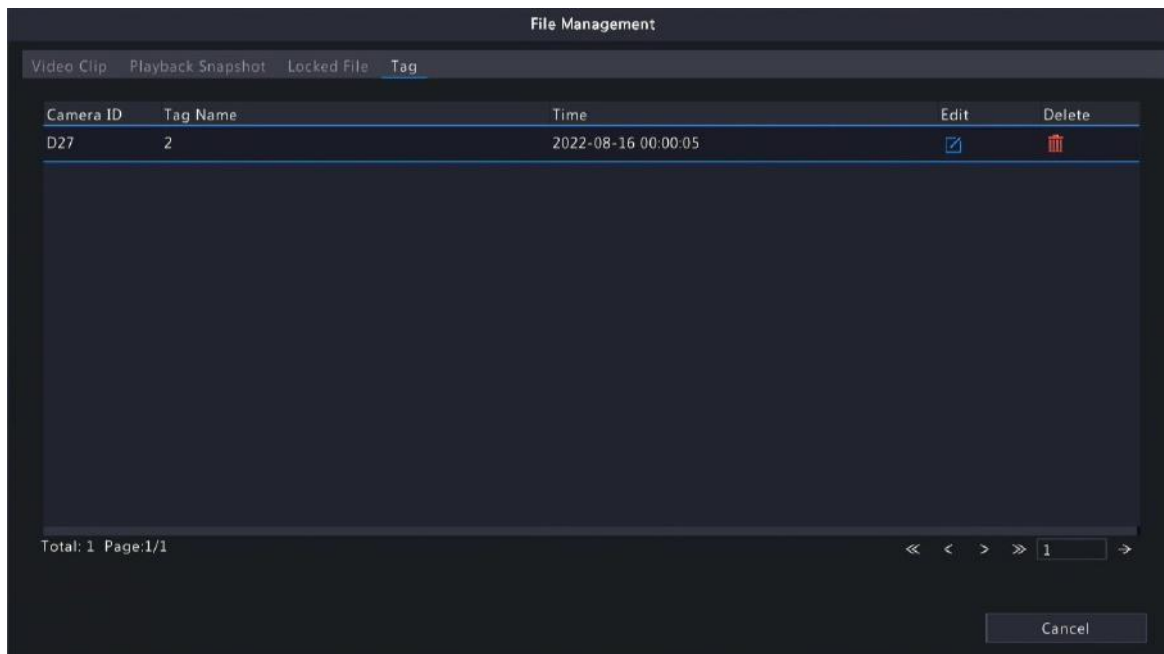 File Management
Video Clip Playback Snapshot Locked File Tag
Camera ID Tag Name Time Edit Delete
D27 2 2022-08-16 00:00:05
Total: 1 Page:1/1 1
Cancel